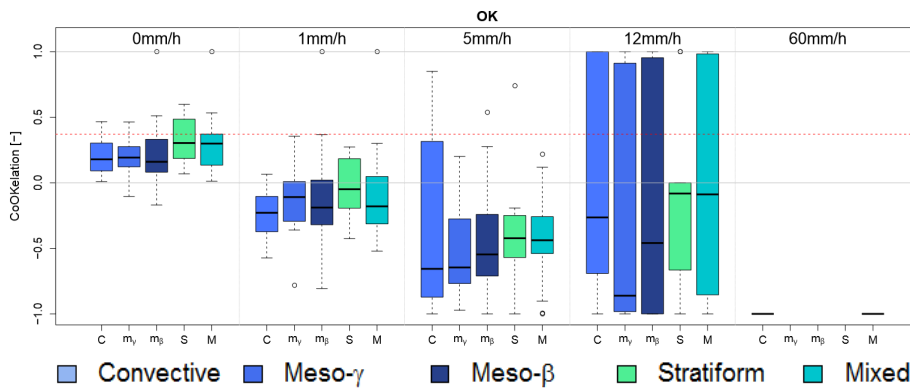 OK
0mm/h 1mm/h 5mm/h 12mm/h 60mm/h
CoOKelation [-]
1.0
0.5
0.0
−0.5
−1.0
C mγ mβ S M C mγ mβ S M C mγ mβ S M C mγ mβ S M C mγ mβ S M
Convective Meso-γ Meso-β Stratiform Mixed